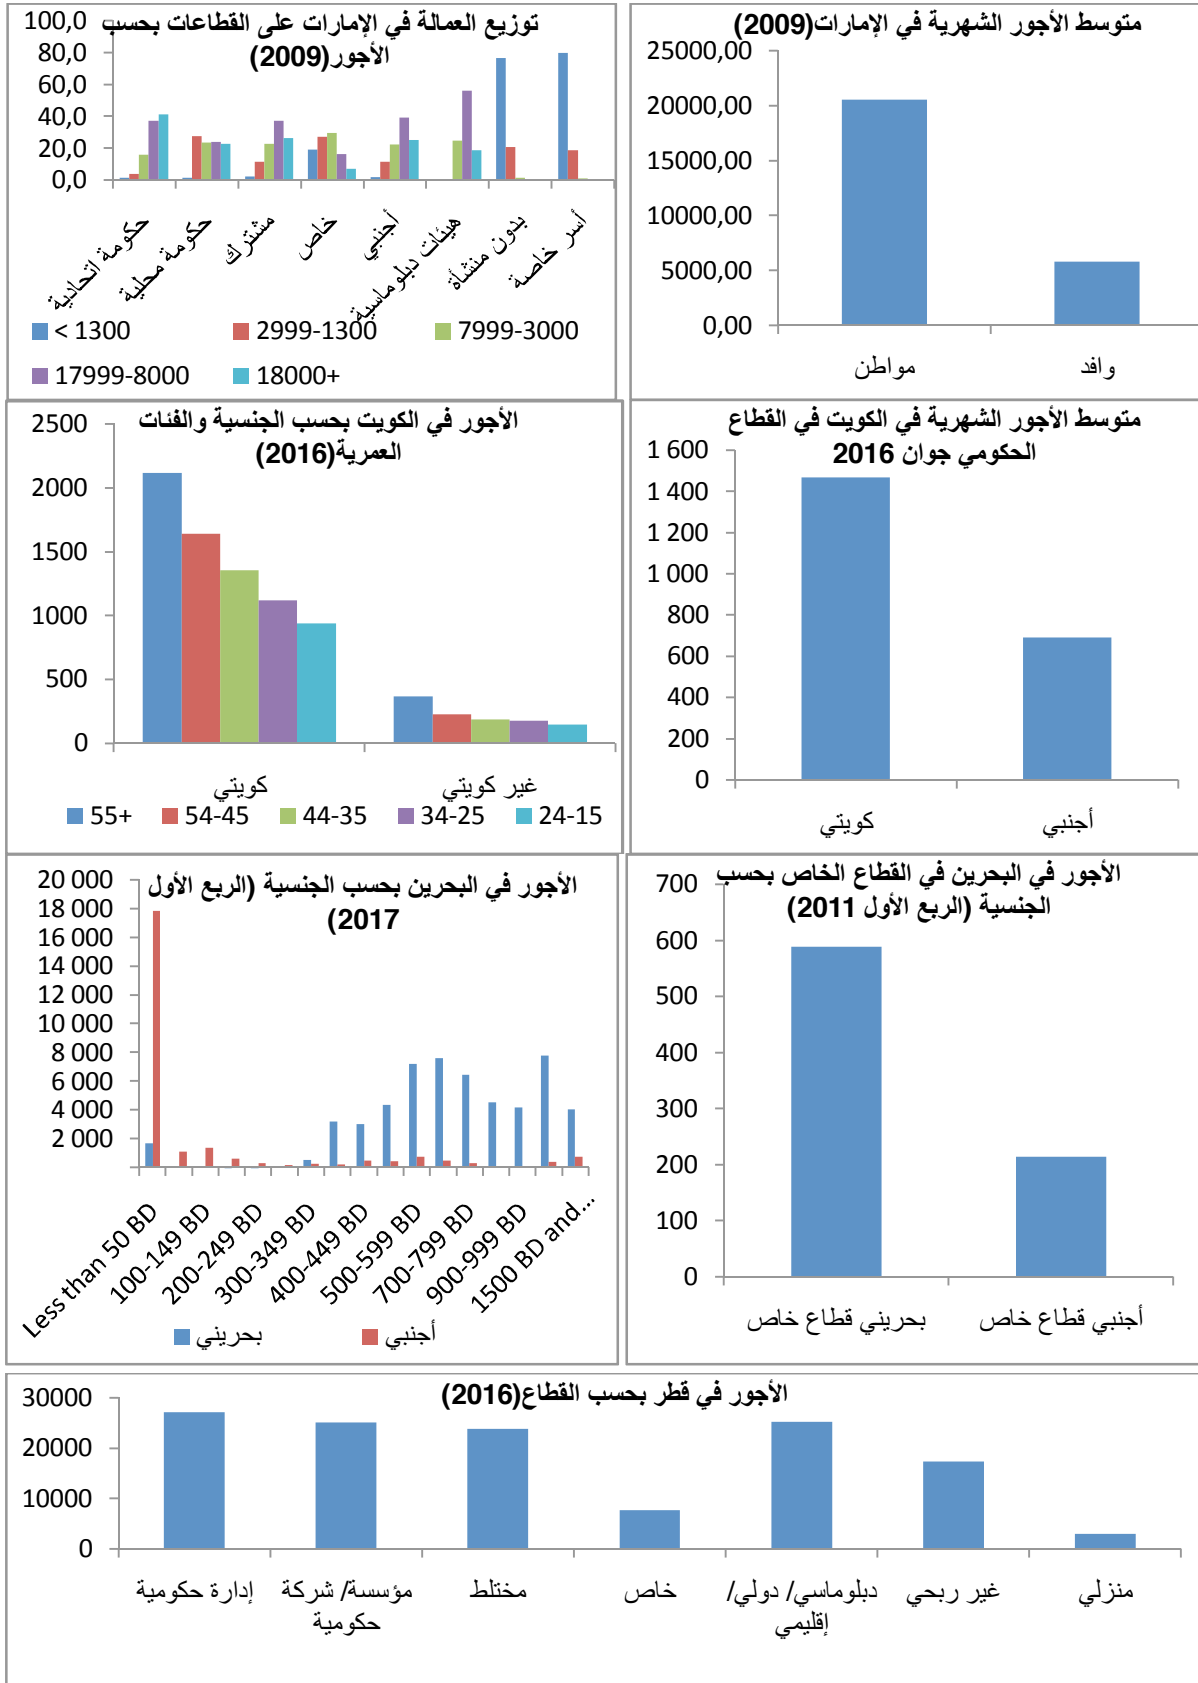 توزيع العمالة في الإمارات على القطاعات بحسب
الأجور(2009)
100,0
80,0
60,0
40,0
20,0
0,0
حكومة اتحادية
حكومة محلية
مشترك
خاص
أجنبي
هيئات دبلوماسية
بدون منشأة
أسر خاصة
< 1300
2999-1300
7999-3000
17999-8000
18000+
متوسط الأجور الشهرية في الإمارات(2009)
25000,00
20000,00
15000,00
10000,00
5000,00
0,00
مواطن
وافد
الأجور في الكويت بحسب الجنسية والفئات
العمرية(2016)
2500
2000
1500
1000
500
0
كويتي
غير كويتي
55+
54-45
44-35
34-25
24-15
متوسط الأجور الشهرية في الكويت في القطاع
الحكومي جوان 2016
1 600
1 400
1 200
1 000
800
600
400
200
0
كويتي
أجنبي
الأجور في البحرين بحسب الجنسية (الربع الأول
2017)
20 000
18 000
16 000
14 000
12 000
10 000
8 000
6 000
4 000
2 000
Less than 50 BD
100-149 BD
200-249 BD
300-349 BD
400-449 BD
500-599 BD
700-799 BD
900-999 BD
1500 BD and...
بحريني
أجنبي
الأجور في البحرين في القطاع الخاص بحسب
الجنسية (الربع الأول 2011)
700
600
500
400
300
200
100
0
بحريني قطاع خاص
أجنبي قطاع خاص
الأجور في قطر بحسب القطاع(2016)
30000
20000
10000
0
إدارة حكومية
مؤسسة/ شركة
حكومية
مختلط
خاص
دبلوماسي/ دولي/
إقليمي
غير ربحي
منزلي